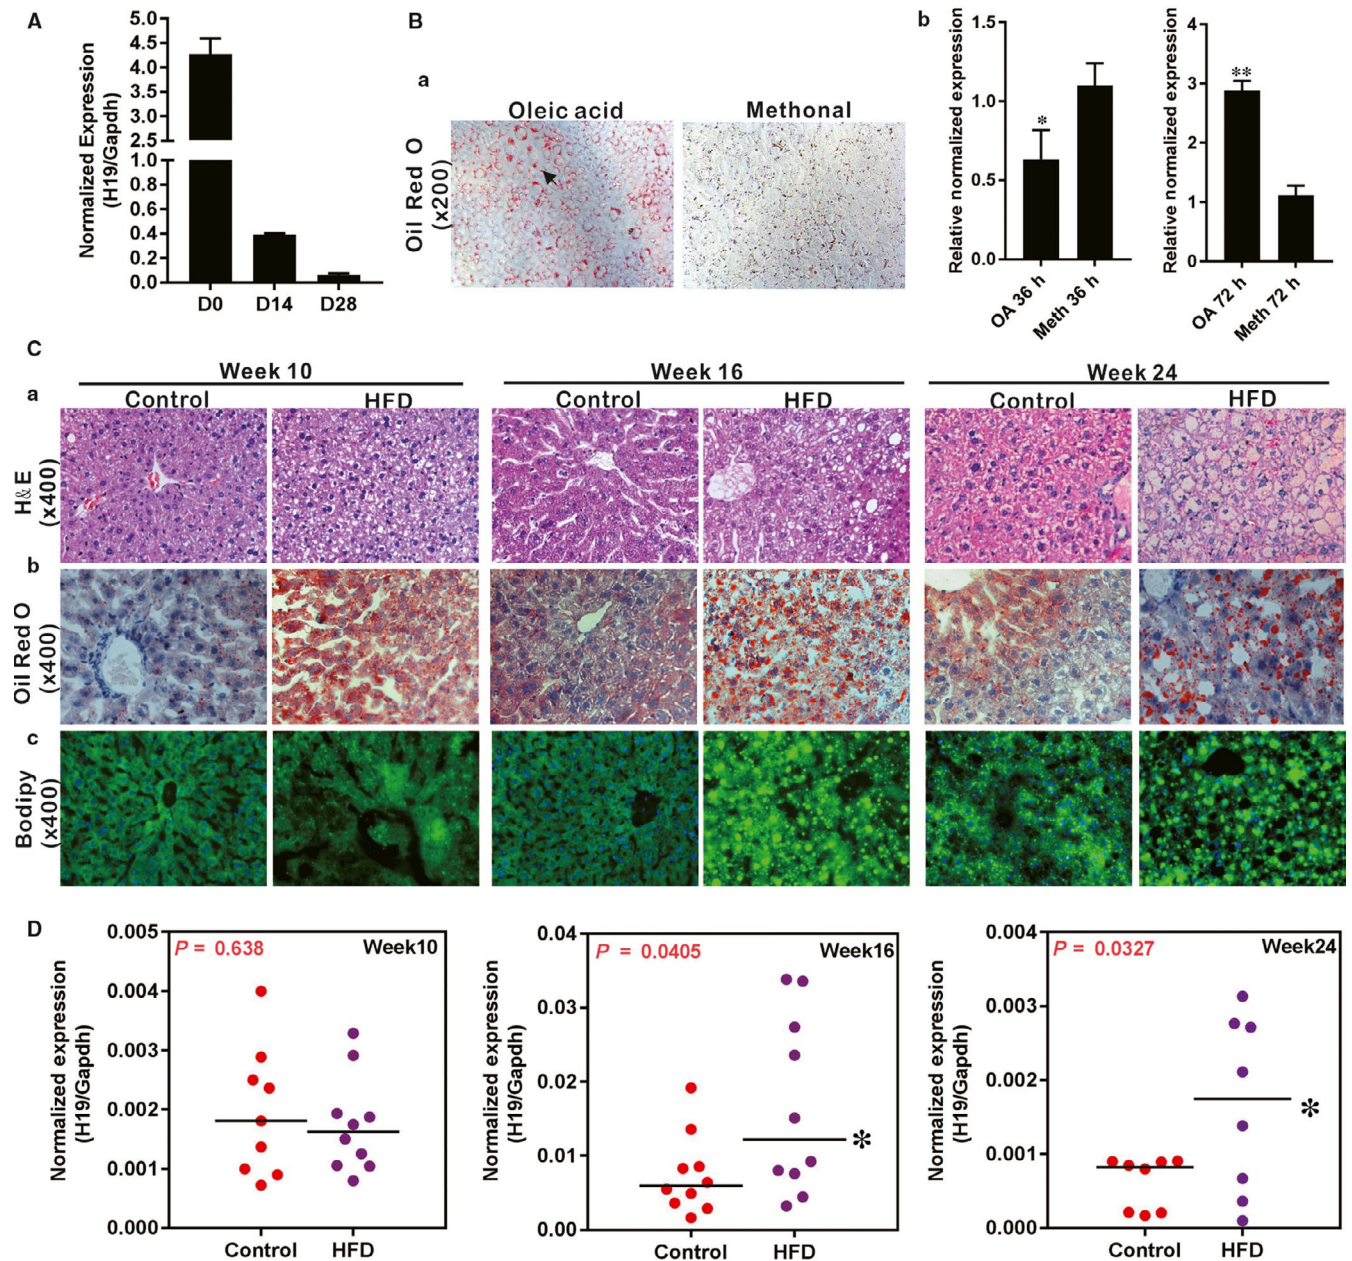 A
Normalized Expression
(H19/Gapdh)
5.0
4.5
4.0
3.5
3.0
2.5
1.0
0.8
0.6
0.4
0.2
0.0
D0 D14 D28
B
a
Oleic acid
Methonal
Oil Red O
(x200)
b
Relative normalized expression
1.5
1.0
0.5
0.0
*
OA 36 h
Meth 36 h
Relative normalized expression
4
3
2
1
0
**
OA 72 h
Meth 72 h
C
Week 10
Week 16
Week 24
a
Control
HFD
Control
HFD
Control
HFD
H&E
(x400)
b
Oil Red O
(x400)
c
Bodipy
(x400)
D
Normalized expression
(H19/Gapdh)
0.005
0.004
0.003
0.002
0.001
0.000
P = 0.638
Week10
Control
HFD
Normalized expression
(H19/Gapdh)
0.04
0.03
0.02
0.010
0.00
P = 0.0405
Week16
*
Control
HFD
Normalized expression
(H19/Gapdh)
0.004
0.003
0.002
0.001
0.000
P = 0.0327
Week24
*
Control
HFD